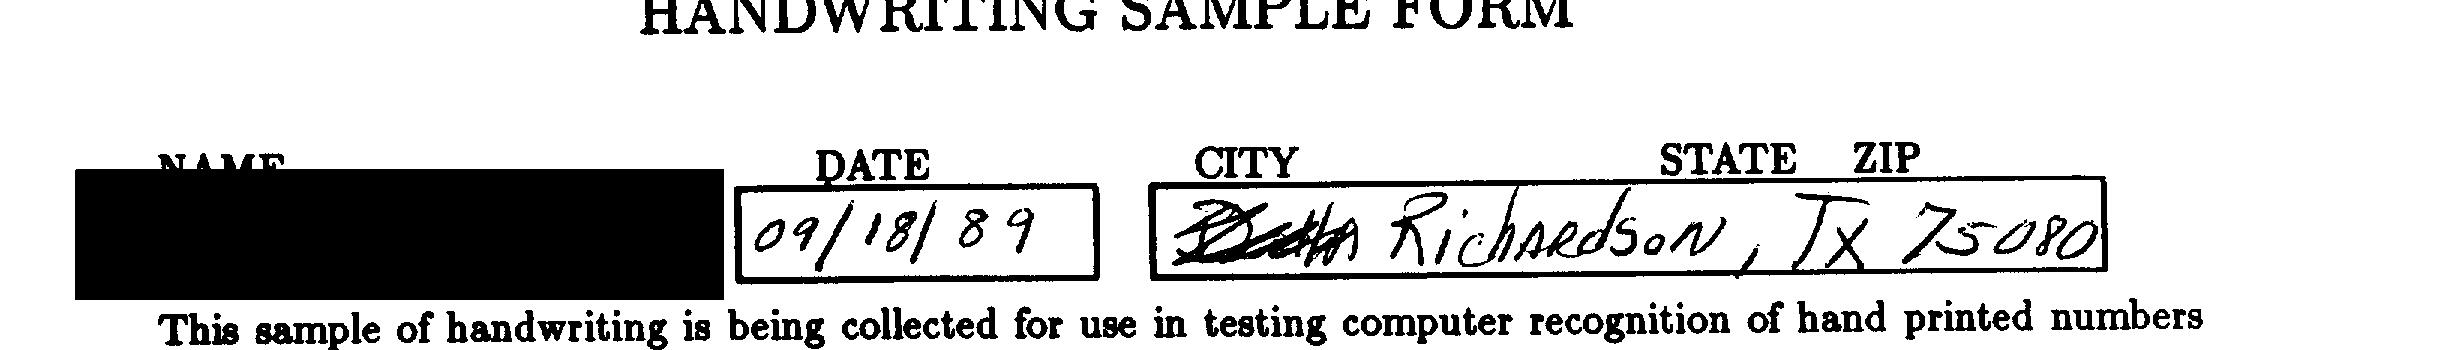 HANDWRITING SAMPLE FORM
NAME DATE CITY STATE ZIP
09/18/89 RichARdSoN, TX 75080
This sample of handwriting is being collected for use in testing computer recognition of hand printed numbers